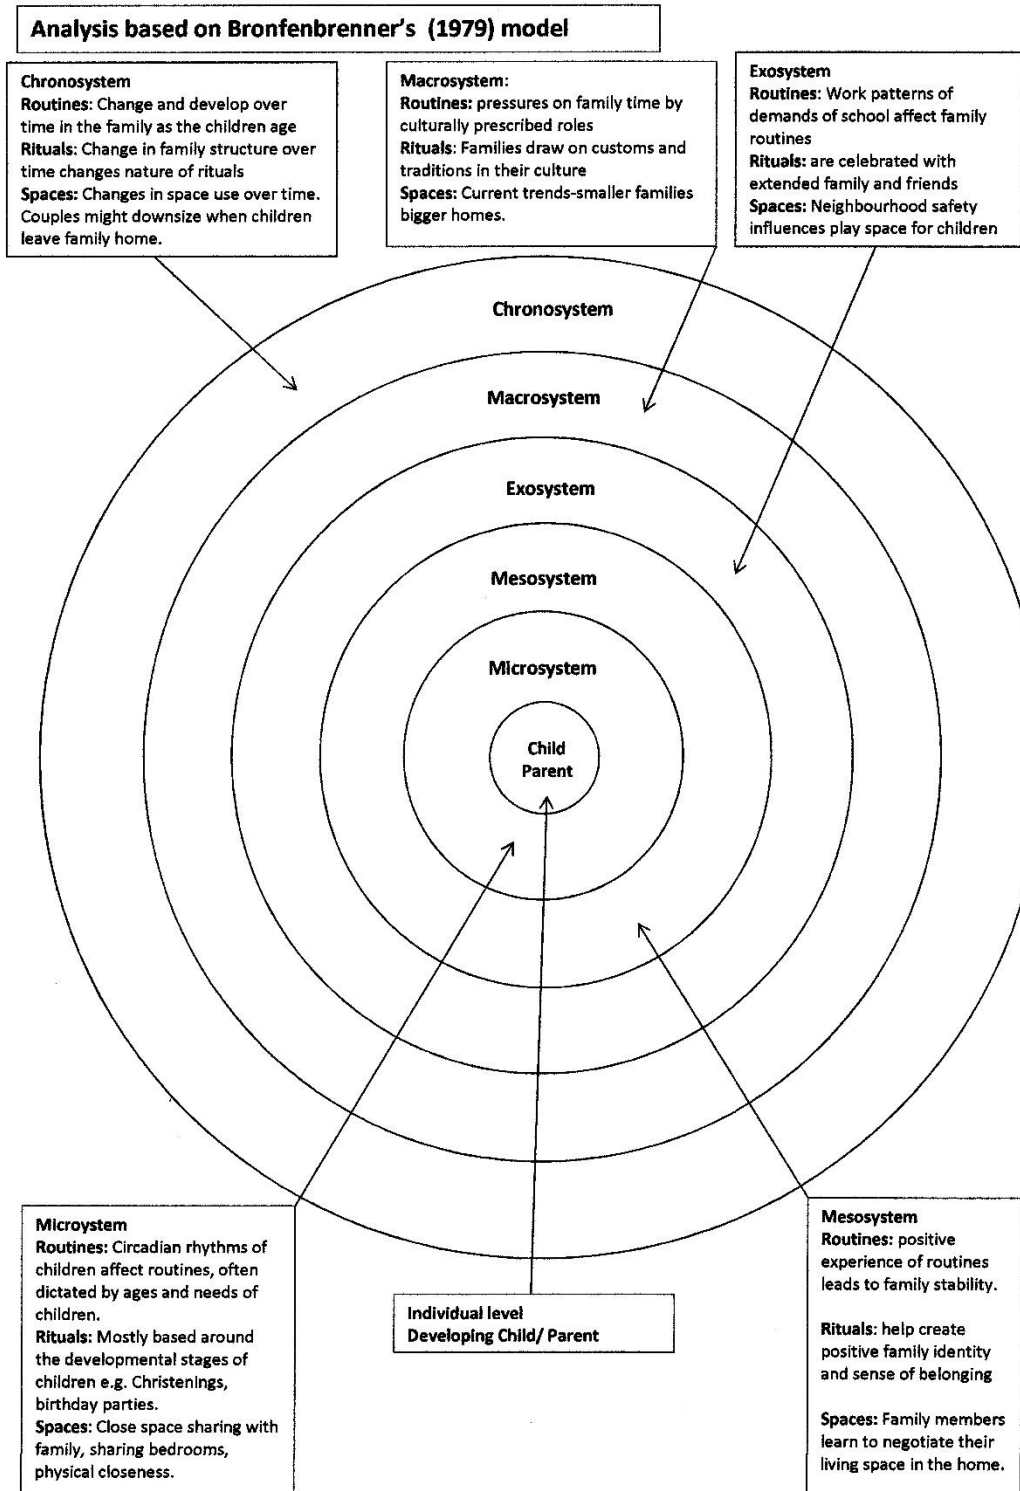 Analysis based on Bronfenbrenner's (1979) model
Chronosystem
Routines: Change and develop over
time in the family as the children age
Rituals: Change in family structure over
time changes nature of rituals
Spaces: Changes in space use over time.
Couples might downsize when children
leave family home.
Macrosystem:
Routines: pressures on family time by
culturally prescribed roles
Rituals: Families draw on customs and
traditions in their culture
Spaces: Current trends-smaller families
bigger homes.
Exosystem
Routines: Work patterns of
demands of school affect family
routines
Rituals: are celebrated with
extended family and friends
Spaces: Neighbourhood safety
influences play space for children
Chronosystem
Macrosystem
Exosystem
Mesosystem
Microsystem
Child
Parent
Microystem
Routines: Circadian rhythms of
children affect routines, often
dictated by ages and needs of
children.
Rituals: Mostly based around
the developmental stages of
children e.g. Christenings,
birthday parties.
Spaces: Close space sharing with
family, sharing bedrooms,
physical closeness.
Individual level
Developing Child/ Parent
Mesosystem
Routines: positive
experience of routines
leads to family stability.
Rituals: help create
positive family identity
and sense of belonging
Spaces: Family members
learn to negotiate their
living space in the home.